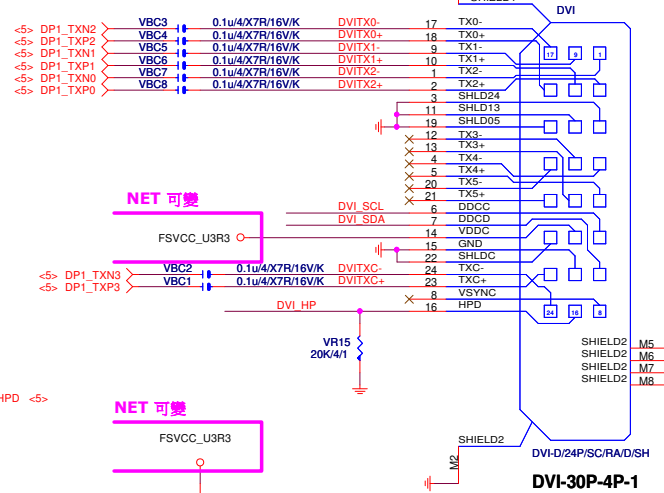 DVI
<5> DP1_TXN2 VBC3 0.1u/4/X7R/16V/K DVITX0- 17 TX0-
<5> DP1_TXP2 VBC4 0.1u/4/X7R/16V/K DVITX0+ 18 TX0+
<5> DP1_TXN1 VBC5 0.1u/4/X7R/16V/K DVITX1- 9 TX1-
<5> DP1_TXP1 VBC6 0.1u/4/X7R/16V/K DVITX1+ 10 TX1+
<5> DP1_TXN0 VBC7 0.1u/4/X7R/16V/K DVITX2- 1 TX2-
<5> DP1_TXP0 VBC8 0.1u/4/X7R/16V/K DVITX2+ 2 TX2+
17 9 1
3 SHLD24
11 SHLD13
19 SHLD05
12 TX3-
13 TX3+
4 TX4-
5 TX4+
20 TX5-
21 TX5+
NET 可變
DVI_SCL 6 DDCC
DVI_SDA 7 DDCD
FSVCC_U3R3 14 VDDC
15 GND
22 SHLDC
<5> DP1_TXN3 VBC2 0.1u/4/X7R/16V/K DVITXC- 24 TXC-
<5> DP1_TXP3 VBC1 0.1u/4/X7R/16V/K DVITXC+ 23 TXC+
8 VSYNC
DVI_HP 16 HPD
24 16 8
VR15
20K/4/1
SHIELD2 M5
SHIELD2 M6
SHIELD2 M7
SHIELD2 M8
HPD <5>
NET 可變
FSVCC_U3R3
SHIELD2
M2
DVI-D/24P/SC/RA/D/SH
DVI-30P-4P-1